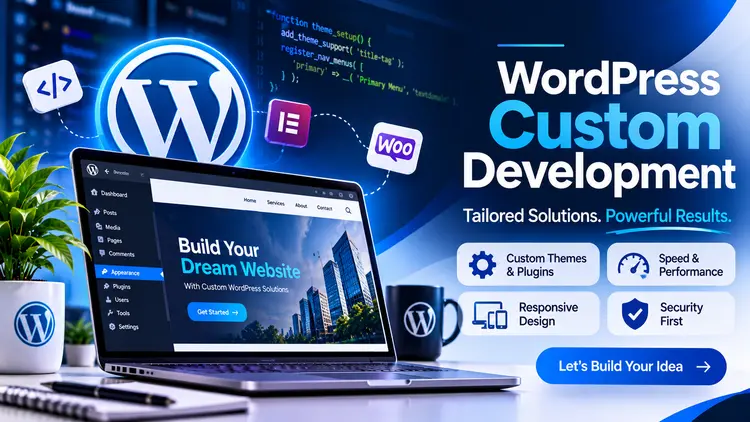 function theme_setup() {
add_theme_support( 'title-tag' );
register_nav_menus( [
'primary' => __( 'Primary Menu', 'textdomain' ),
] );
}
</>
WOO
WordPress
Custom
Development
Tailored Solutions. Powerful Results.
Custom Themes
& Plugins
Speed &
Performance
Responsive
Design
Security
First
Let's Build Your Idea →
Dashboard
Posts
Media
Pages
Comments
Appearance
Plugins
Users
Tools
Settings
Home Services About Contact
Build Your
Dream Website
With Custom WordPress Solutions
Get Started →